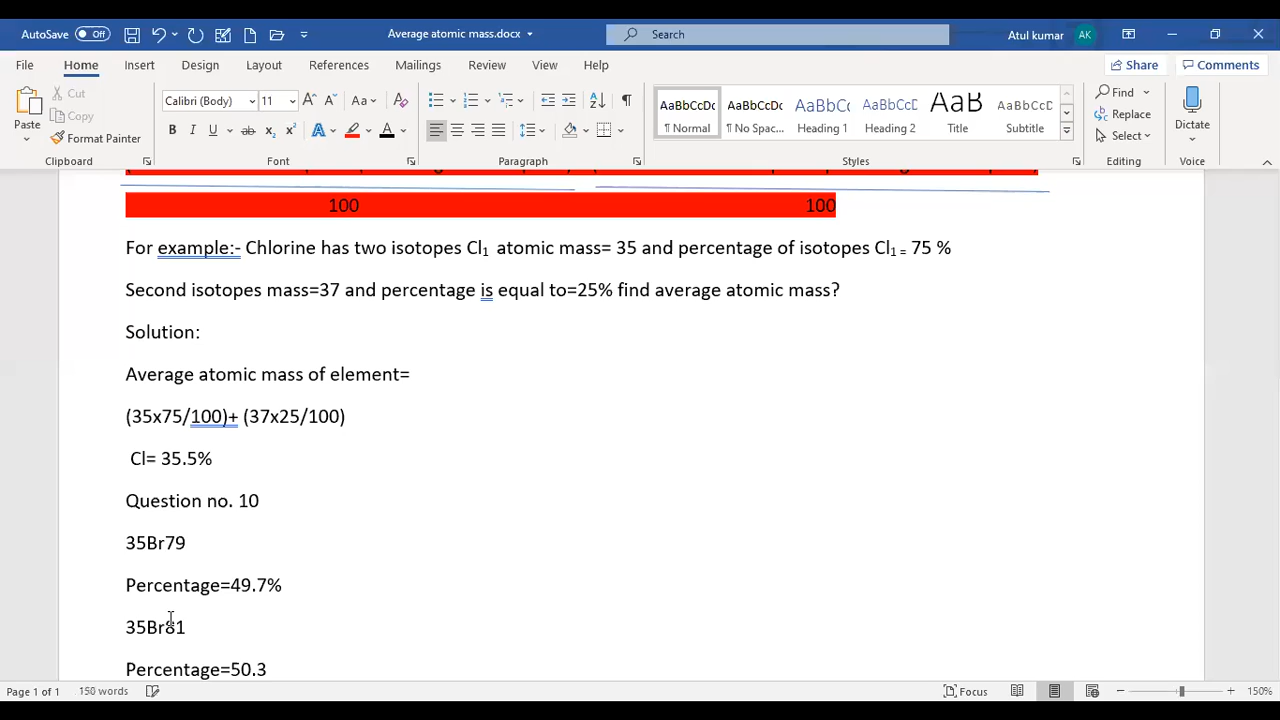 AutoSave Off Average atomic mass.docx Search Atul kumar AK
File Home Insert Design Layout References Mailings Review View Help Share Comments
Paste Cut Copy Format Painter
Calibri (Body) 11 Aa
B I U ab x₂ x² A A
AaBbCcDc AaBbCcDc AaBbCc AaBbCcD AaB AaBbCcD
¶ Normal ¶ No Spac... Heading 1 Heading 2 Title Subtitle
Find Replace Select Dictate
Clipboard Font Paragraph Styles Editing Voice
100 100
For example:- Chlorine has two isotopes Cl₁ atomic mass= 35 and percentage of isotopes Cl₁ ₌ 75 %
Second isotopes mass=37 and percentage is equal to=25% find average atomic mass?
Solution:
Average atomic mass of element=
(35x75/100)+ (37x25/100)
Cl= 35.5%
Question no. 10
35Br79
Percentage=49.7%
35Br81
Percentage=50.3
Page 1 of 1 150 words Focus 150%